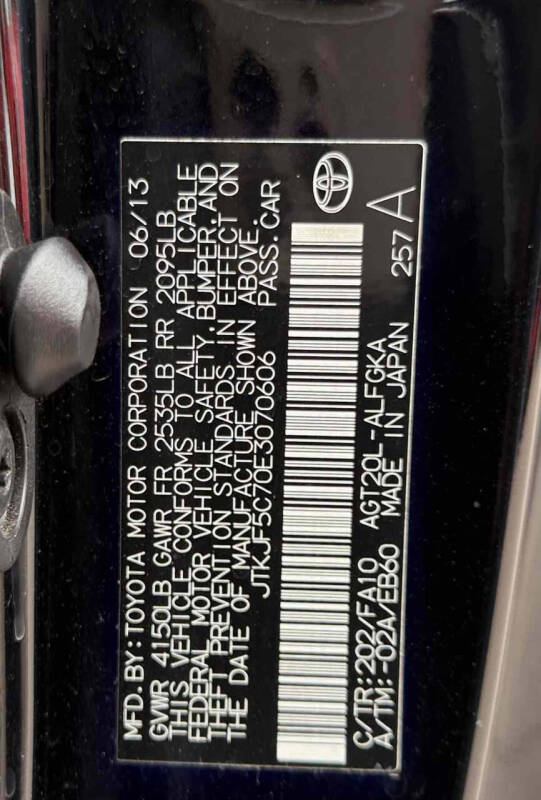 MFD.BY:TOYOTA MOTOR CORPORATION 06/13
GVWR 4150LB GAWR FR 2535LB RR 2095LB
THIS VEHICLE CONFORMS TO ALL APPLICABLE
FEDERAL MOTOR VEHICLE SAFETY,BUMPER,AND
THEFT PREVENTION STANDARDS IN EFFECT ON
THE DATE OF MANUFACTURE SHOWN ABOVE.
JTKJF5C70E3070606 PASS.CAR
C/TR:202/FA10 AGT20L-ALFGKA 257A
A/TM:-02A/EB60 MADE IN JAPAN